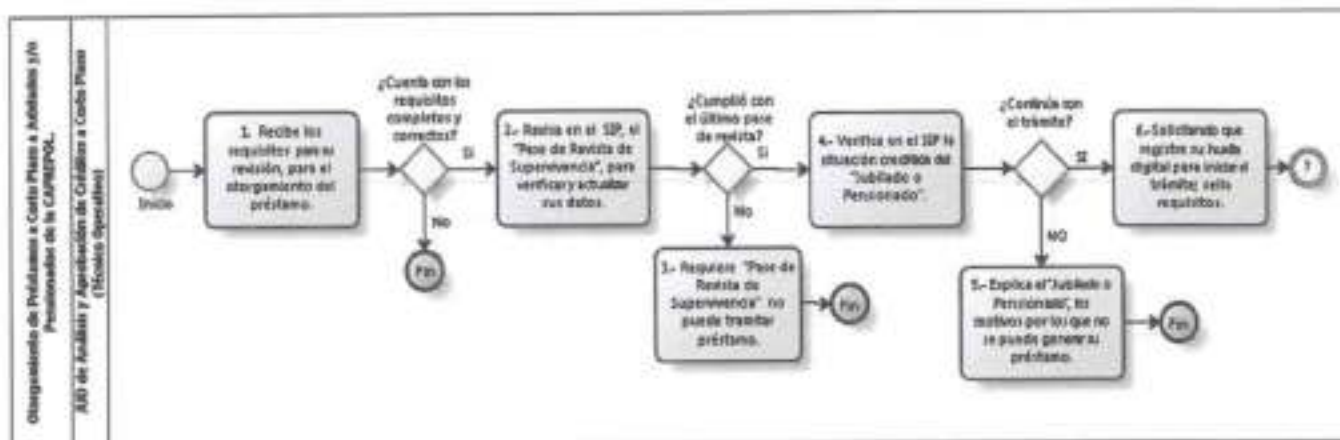 Otorgamiento de Préstamos a Corto Plazo a Jubilados y/o
Pensionados de la CAPREPOL.
JUD de Análisis y Aprobación de Créditos a Corto Plazo
(Técnico Operativo)
Inicio
1. Recibe los
requisitos para su
revisión, para el
otorgamiento del
préstamo.
¿Cuenta con los
requisitos
completos y
correctos?
Si
No
Fin
2.- Revisa en el SIP, el
"Pase de Revista de
Supervivencia", para
verificar y actualizar
sus datos.
¿Cumplió con
el último pase
de revista?
Si
No
3.- Requiere "Pase de
Revista de
Supervivencia" no
puede tramitar
préstamo.
Fin
4.- Verifica en el SIP la
situación crediticia del
"Jubilado o
Pensionado".
¿Continúa con
el trámite?
SI
NO
5.- Explica al "Jubilado o
Pensionado", los
motivos por los que no
se puede generar su
préstamo.
Fin
6.- Solicitando que
registre su huella
digital para iniciar el
trámite; sella
requisitos.